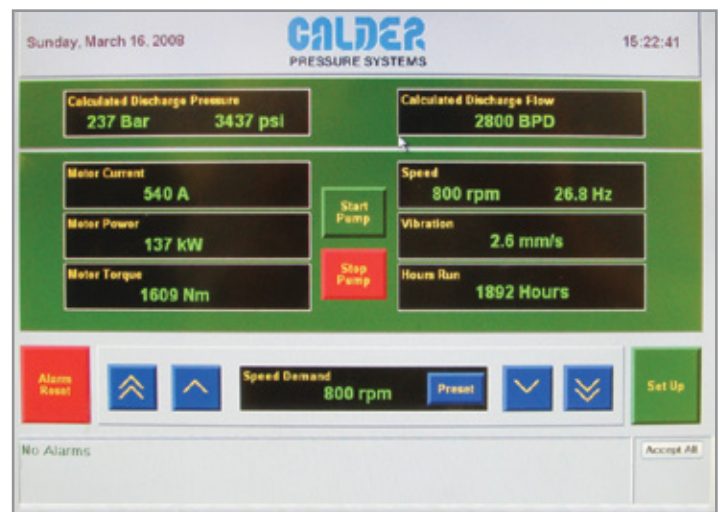 Sunday, March 16, 2008
CALDER
PRESSURE SYSTEMS
15:22:41
Calculated Discharge Pressure
237 Bar 3437 psi
Calculated Discharge Flow
2800 BPD
Motor Current
540 A
Start
Pump
Speed
800 rpm 26.8 Hz
Motor Power
137 kW
Vibration
2.6 mm/s
Motor Torque
1609 Nm
Stop
Pump
Hours Run
1892 Hours
Alarm
Reset
Speed Demand
800 rpm
Preset
Set Up
No Alarms
Accept All